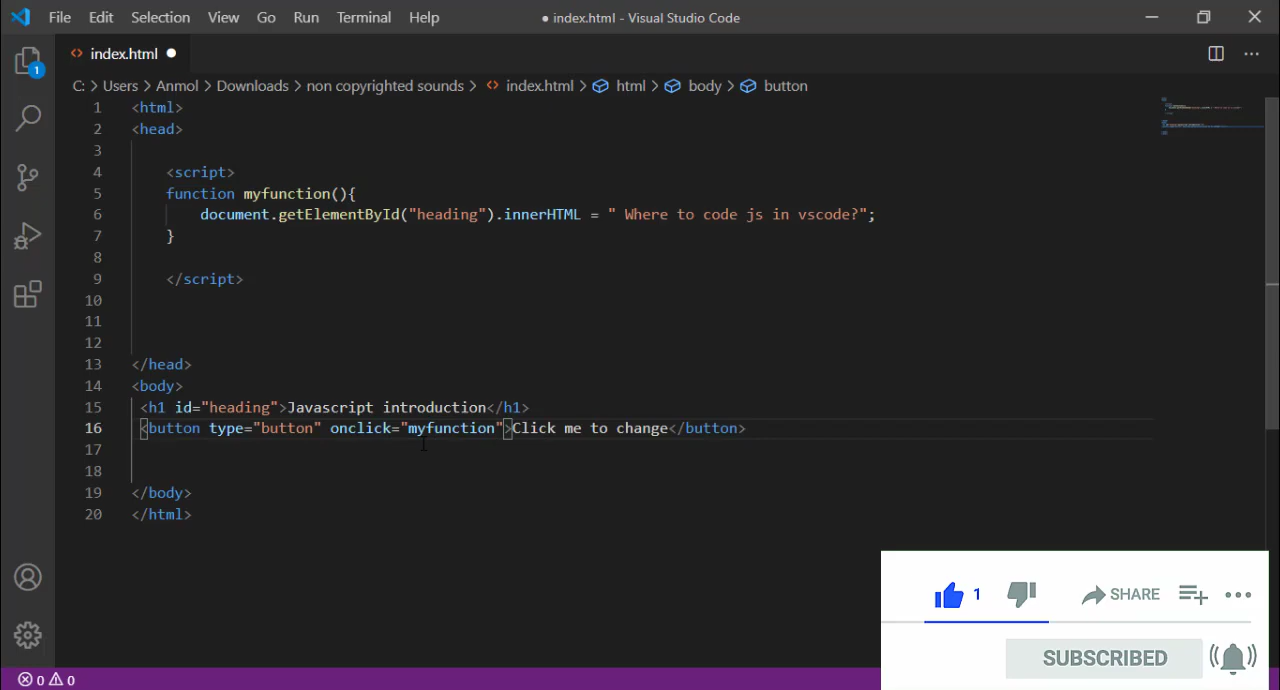 File Edit Selection View Go Run Terminal Help ● index.html - Visual Studio Code
index.html ●
C: > Users > Anmol > Downloads > non copyrighted sounds > index.html > html > body > button
1 <html>
2 <head>
3
4 <script>
5 function myfunction(){
6 document.getElementById("heading").innerHTML = " Where to code js in vscode?";
7 }
8
9 </script>
10
11
12
13 </head>
14 <body>
15 <h1 id="heading">Javascript introduction</h1>
16 <button type="button" onclick="myfunction">Click me to change</button>
17
18
19 </body>
20 </html>
1
1 SHARE
SUBSCRIBED
0 0